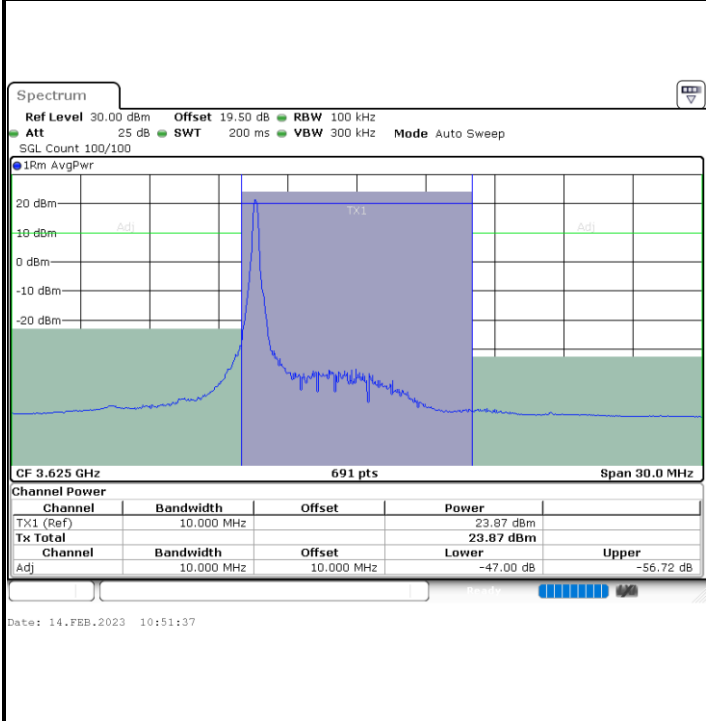 Spectrum
Ref Level 30.00 dBm Offset 19.50 dB RBW 100 kHz
Att 25 dB SWT 200 ms VBW 300 kHz Mode Auto Sweep
SGL Count 100/100
1Rm AvgPwr
20 dBm
TX1
10 dBm Adj Adj
0 dBm
-10 dBm
-20 dBm
CF 3.625 GHz 691 pts Span 30.0 MHz
Channel Power
Channel Bandwidth Offset Power
TX1 (Ref) 10.000 MHz 23.87 dBm
Tx Total 23.87 dBm
Channel Bandwidth Offset Lower Upper
Adj 10.000 MHz 10.000 MHz -47.00 dB -56.72 dB
Ready
Date: 14.FEB.2023 10:51:37